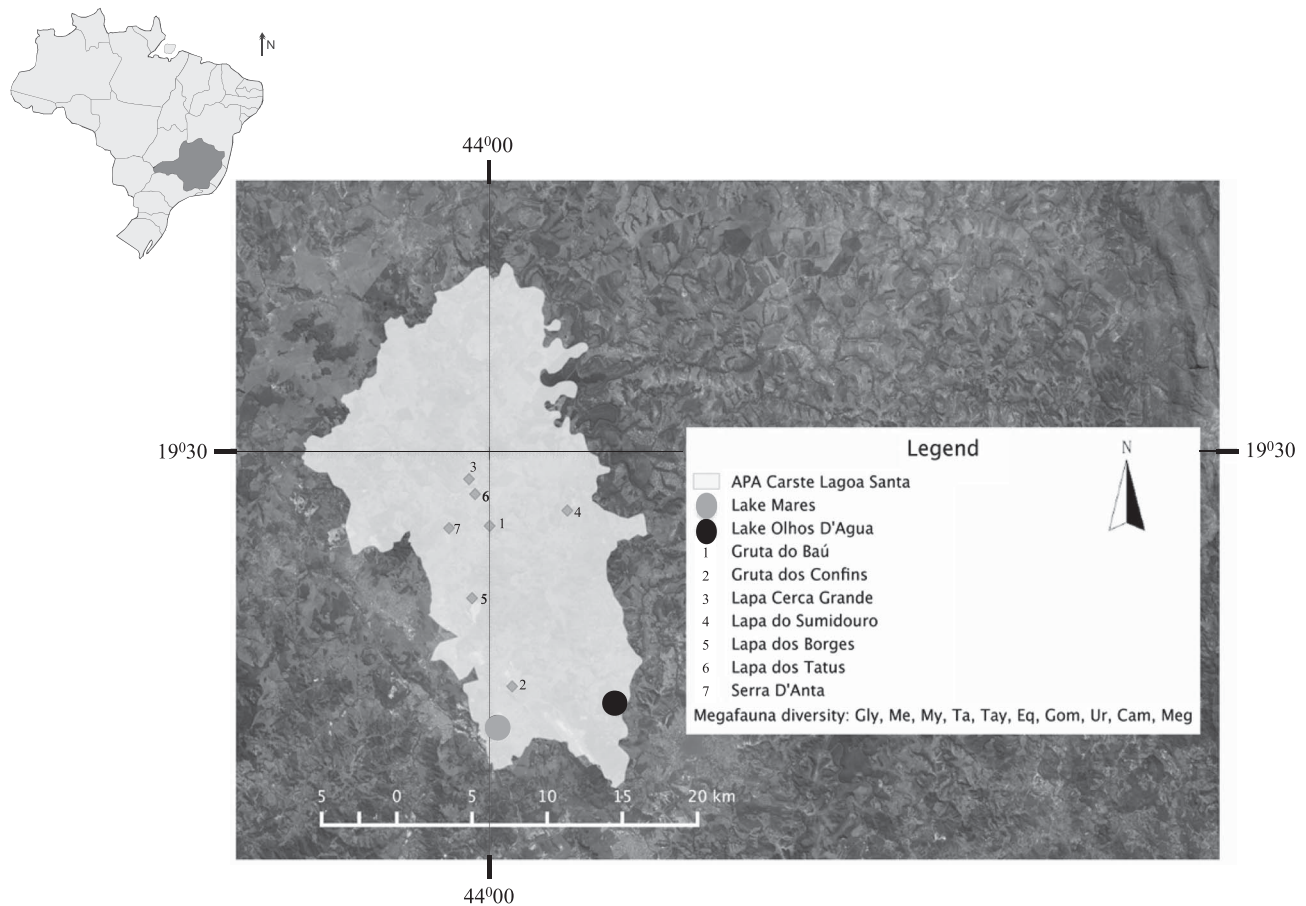 N
44⁰00
19⁰30
19⁰30
Legend
N
APA Carste Lagoa Santa
Lake Mares
Lake Olhos D'Agua
1 Gruta do Baú
2 Gruta dos Confins
3 Lapa Cerca Grande
4 Lapa do Sumidouro
5 Lapa dos Borges
6 Lapa dos Tatus
7 Serra D'Anta
Megafauna diversity: Gly, Me, My, Ta, Tay, Eq, Gom, Ur, Cam, Meg
3
6
4
7
1
5
2
5 0 5 10 15 20 km
44⁰00